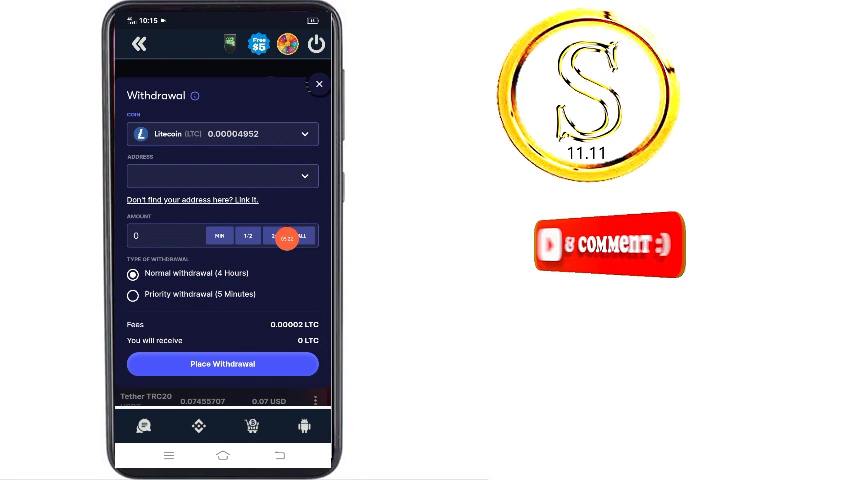 10:15
Free
$5
Withdrawal
COIN
Litecoin (LTC) 0.00004952
ADDRESS
Don't find your address here? Link it.
AMOUNT
0 MIN 1/2 ALL
05:22
TYPE OF WITHDRAWAL
Normal withdrawal (4 Hours)
Priority withdrawal (5 Minutes)
Fees 0.00002 LTC
You will receive 0 LTC
Place Withdrawal
Tether TRC20 0.07455707 0.07 USD
S
11.11
& COMMENT :)